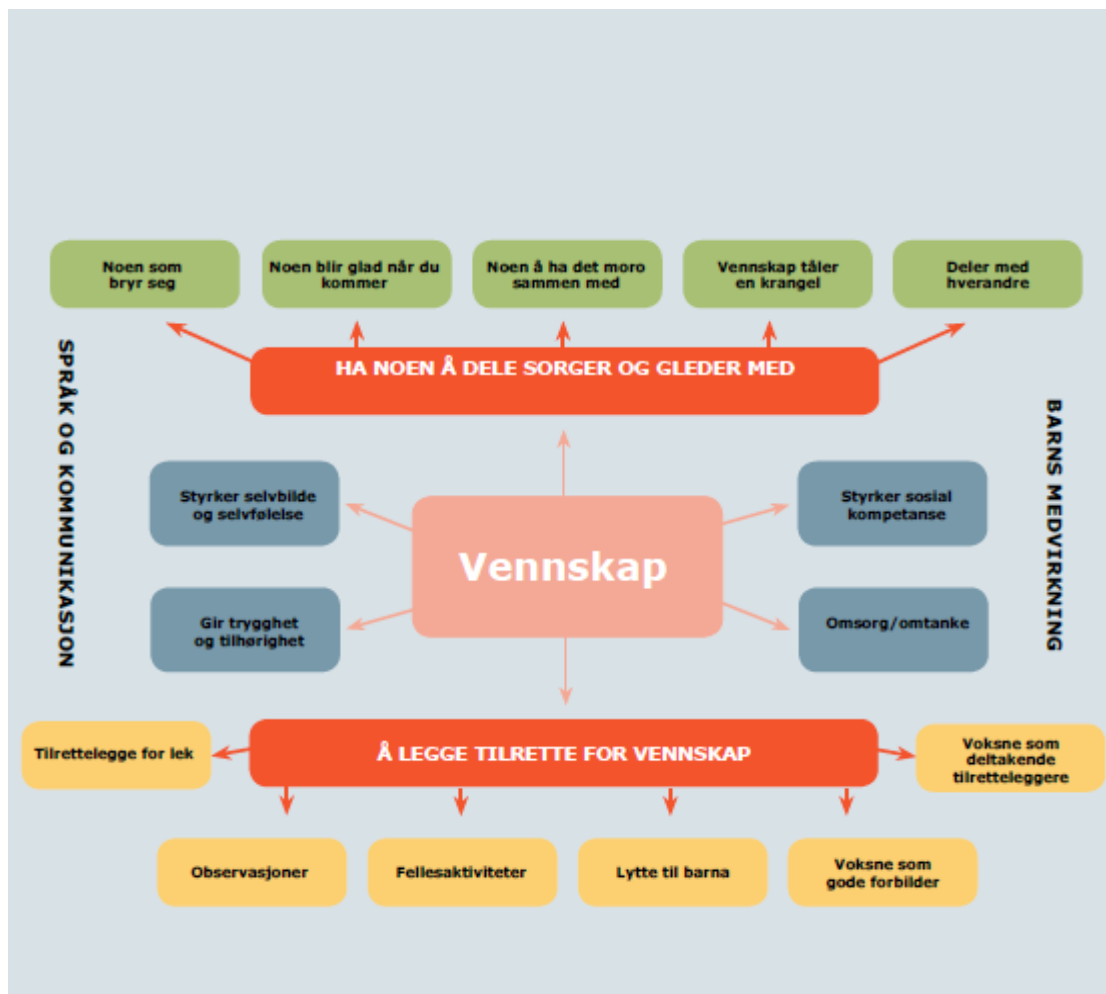 Noen som
bryr seg
Noen blir glad når du
kommer
Noen å ha det moro
sammen med
Vennskap tåler
en krangel
Deler med
hverandre
HA NOEN Å DELE SORGER OG GLEDER MED
SPRÅK OG KOMMUNIKASJON
BARNS MEDVIRKNING
Styrker selvbilde
og selvfølelse
Styrker sosial
kompetanse
Vennskap
Gir trygghet
og tilhørighet
Omsorg/omtanke
Å LEGGE TILRETTE FOR VENNSKAP
Tilrettelegge for lek
Voksne som
deltakende
tilretteleggere
Observasjoner
Fellesaktiviteter
Lytte til barna
Voksne som
gode forbilder